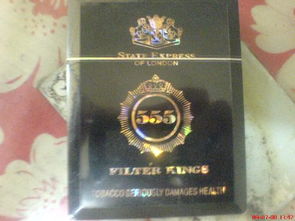 STATE EXPRESS
OF LONDON
555
FILTER KINGS
TOBACCO SERIOUSLY DAMAGES HEALTH